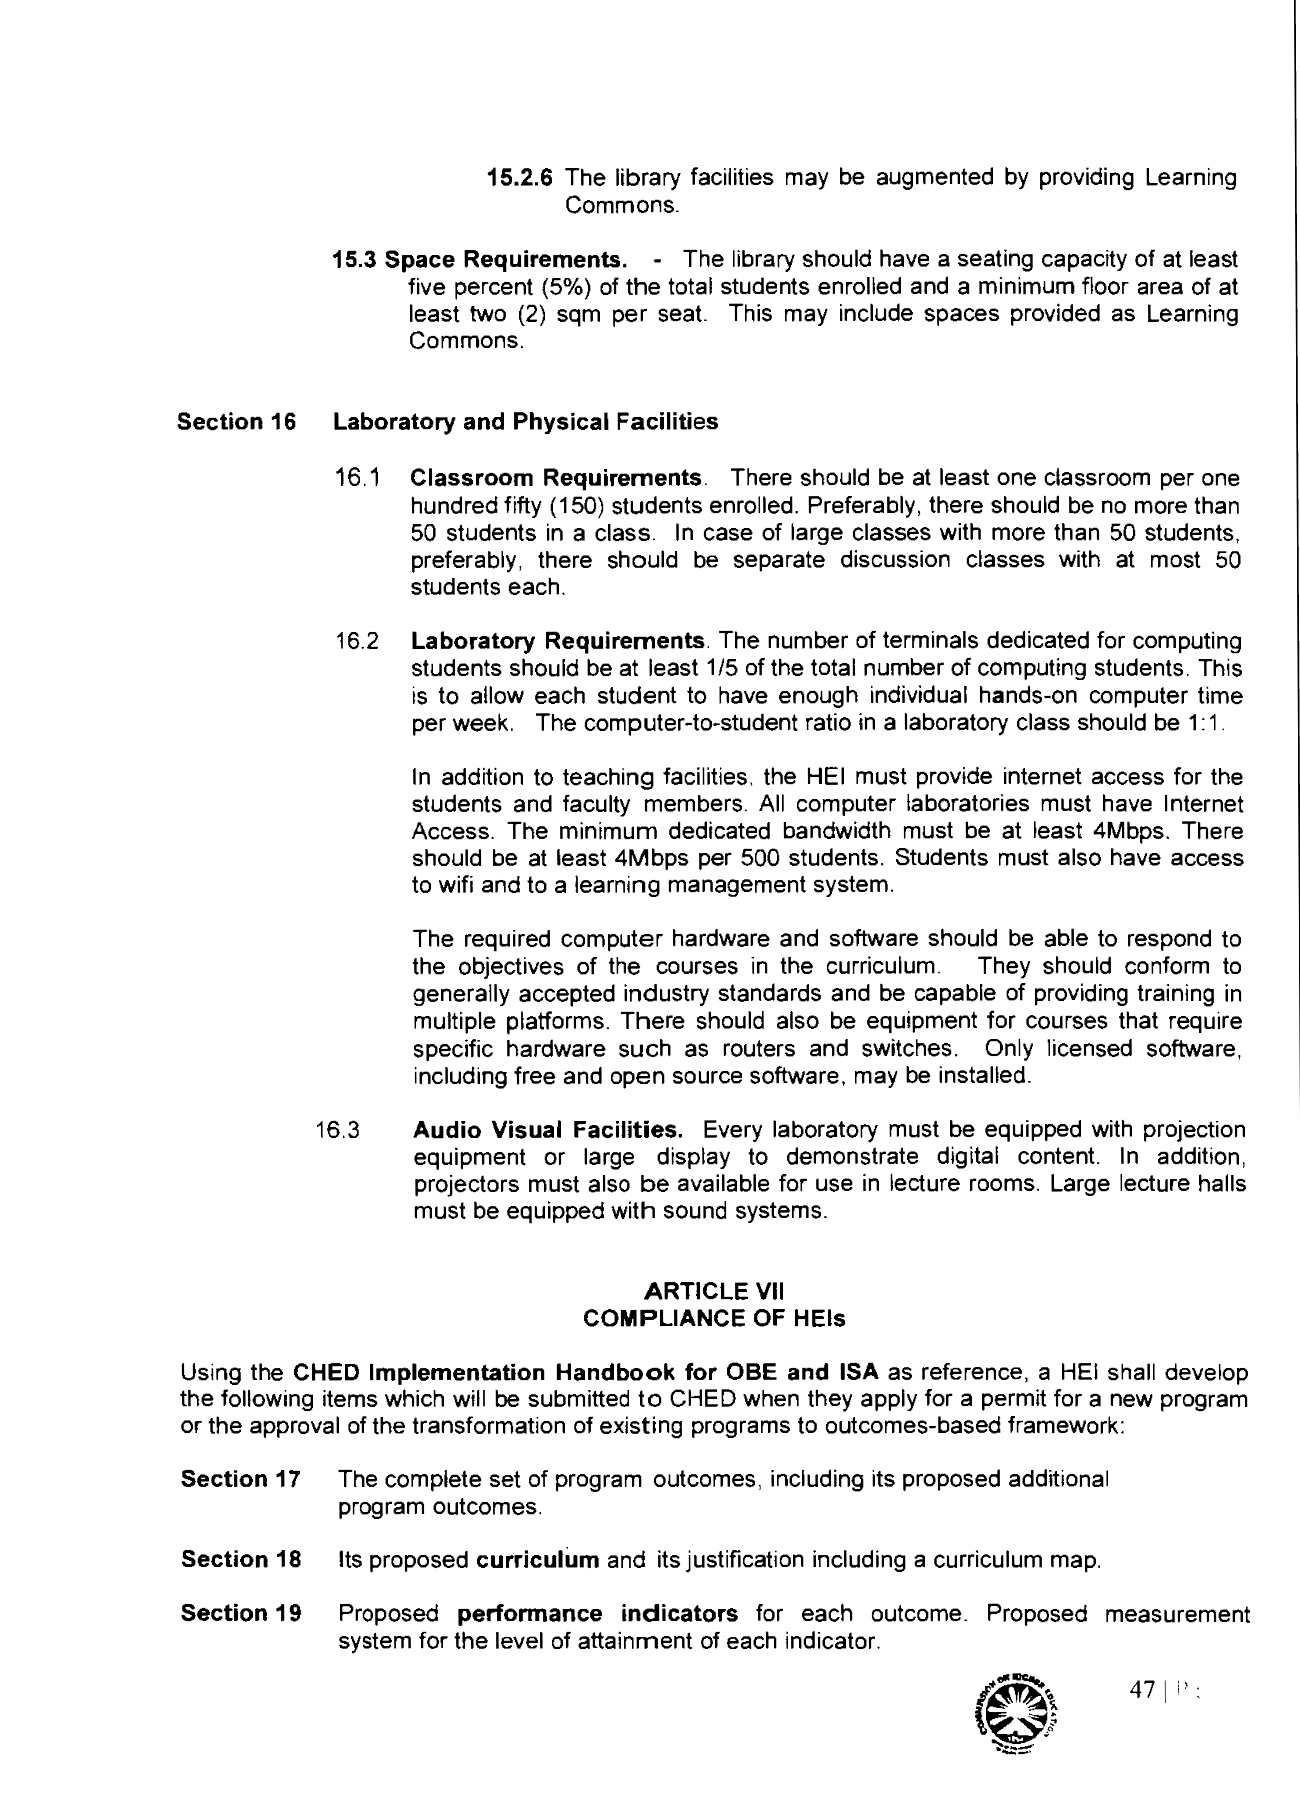 15.2.6 The library facilities may be augmented by providing Learning
Commons.
15.3 Space Requirements. - The library should have a seating capacity of at least
five percent (5%) of the total students enrolled and a minimum floor area of at
least two (2) sqm per seat. This may include spaces provided as Learning
Commons.
Section 16 Laboratory and Physical Facilities
16.1 Classroom Requirements. There should be at least one classroom per one
hundred fifty (150) students enrolled. Preferably, there should be no more than
50 students in a class. In case of large classes with more than 50 students,
preferably, there should be separate discussion classes with at most 50
students each.
16.2 Laboratory Requirements. The number of terminals dedicated for computing
students should be at least 1/5 of the total number of computing students. This
is to allow each student to have enough individual hands-on computer time
per week. The computer-to-student ratio in a laboratory class should be 1:1.
In addition to teaching facilities, the HEI must provide internet access for the
students and faculty members. All computer laboratories must have Internet
Access. The minimum dedicated bandwidth must be at least 4Mbps. There
should be at least 4Mbps per 500 students. Students must also have access
to wifi and to a learning management system.
The required computer hardware and software should be able to respond to
the objectives of the courses in the curriculum. They should conform to
generally accepted industry standards and be capable of providing training in
multiple platforms. There should also be equipment for courses that require
specific hardware such as routers and switches. Only licensed software,
including free and open source software, may be installed.
16.3 Audio Visual Facilities. Every laboratory must be equipped with projection
equipment or large display to demonstrate digital content. In addition,
projectors must also be available for use in lecture rooms. Large lecture halls
must be equipped with sound systems.
ARTICLE VII
COMPLIANCE OF HEIs
Using the CHED Implementation Handbook for OBE and ISA as reference, a HEI shall develop
the following items which will be submitted to CHED when they apply for a permit for a new program
or the approval of the transformation of existing programs to outcomes-based framework:
Section 17 The complete set of program outcomes, including its proposed additional
program outcomes.
Section 18 Its proposed curriculum and its justification including a curriculum map.
Section 19 Proposed performance indicators for each outcome. Proposed measurement
system for the level of attainment of each indicator.
COMMISSION ON HIGHER EDUCATION
47 |